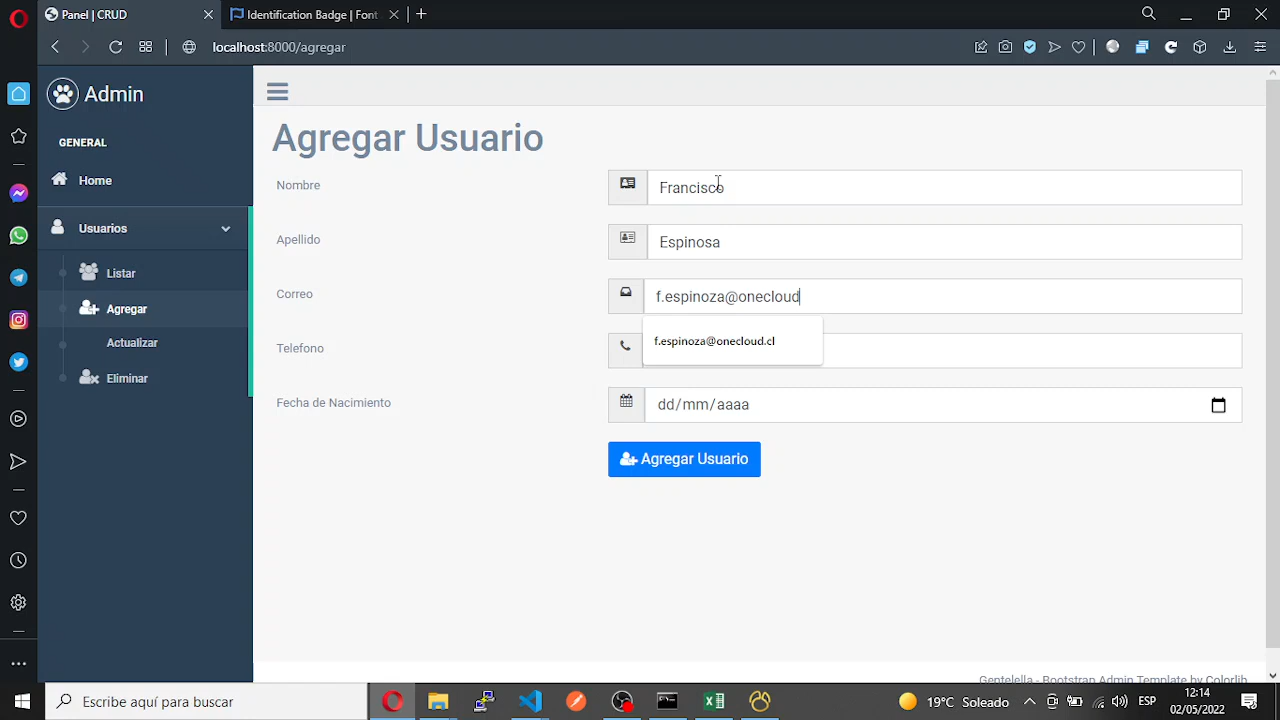 Panel | CRUD
Identification Badge | Font
localhost:8000/agregar
Admin
GENERAL
Home
Usuarios
Listar
Agregar
Actualizar
Eliminar
Agregar Usuario
Nombre
Francisco
Apellido
Espinosa
Correo
f.espinoza@onecloud
f.espinoza@onecloud.cl
Telefono
Fecha de Nacimiento
dd/mm/aaaa
Agregar Usuario
Gentelella - Bootstrap Admin Template by Colorlib
Escribe aquí para buscar
19°C Soleado
ESP
12:14
02/05/2022